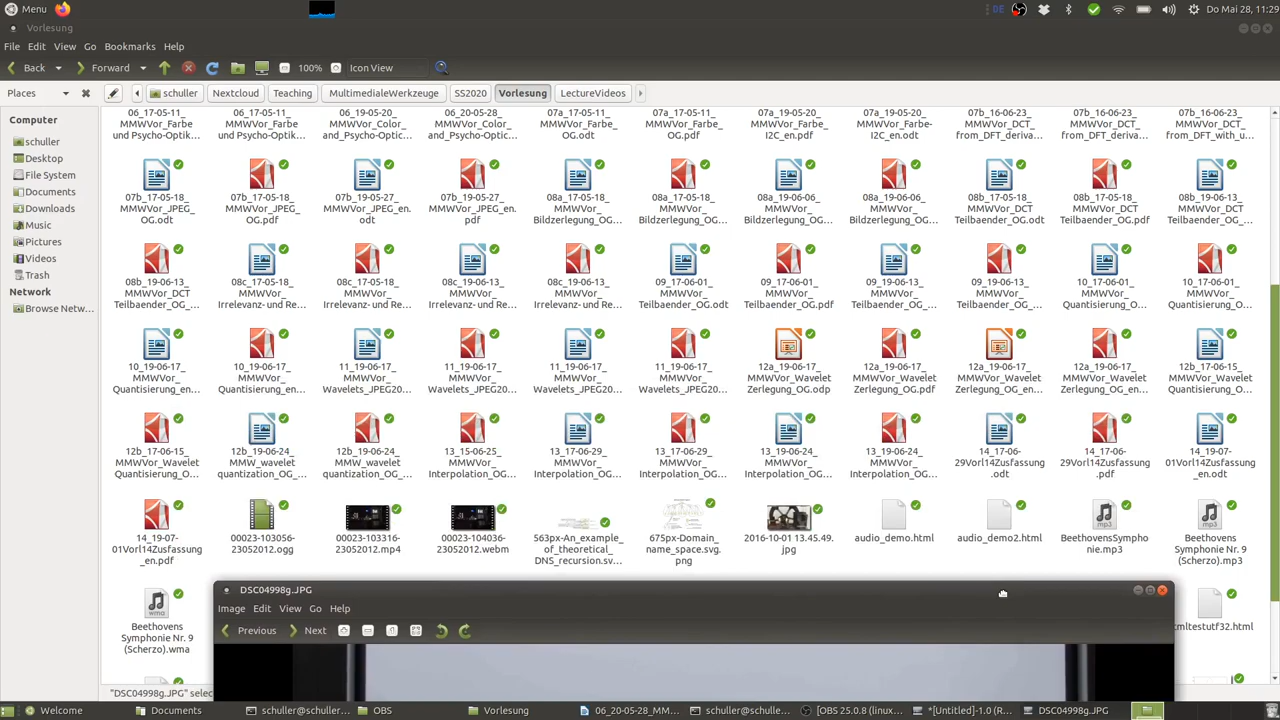 Menu
DE
Do Mai 28, 11:29
Vorlesung
File Edit View Go Bookmarks Help
Back Forward 100% Icon View
Places
schuller Nextcloud Teaching MultimedialeWerkzeuge SS2020 Vorlesung LectureVideos
Computer
schuller
Desktop
File System
Documents
Downloads
Music
Pictures
Videos
Trash
Network
Browse Netw...
06_17-05-11_ 06_17-05-11_ 06_19-05-20_ 06_20-05-28_ 07a_17-05-11_ 07a_17-05-11_ 07a_19-05-20_ 07a_19-05-20_ 07b_16-06-23_ 07b_16-06-23_ 07b_16-06-23_
MMWVor_Farbe MMWVor_Farbe MMWVor_Color_ MMWVor_Color_ MMWVor_Farbe_ MMWVor_Farbe_ MMWVor_Farbe- MMWVor_Farbe- MMWVor_DCT_ MMWVor_DCT_ MMWVor_DCT_
und Psycho-Optik... und Psycho-Optik... and_Psycho-Optic... and_Psycho-Optic... OG.odt OG.pdf I2C_en.pdf I2C_en.odt from_DFT_deriva... from_DFT_deriva... from_DFT_with_u...
07b_17-05-18_ 07b_17-05-18_ 07b_19-05-27_ 07b_19-05-27_ 08a_17-05-18_ 08a_17-05-18_ 08a_19-06-06_ 08a_19-06-06_ 08b_17-05-18_ 08b_17-05-18_ 08b_19-06-13_
MMWVor_JPEG_ MMWVor_JPEG_ MMWVor_JPEG_en. MMWVor_JPEG_en. MMWVor_ MMWVor_ MMWVor_ MMWVor_ MMWVor_DCT MMWVor_DCT MMWVor_DCT
OG.odt OG.pdf odt pdf Bildzerlegung_OG... Bildzerlegung_OG... Bildzerlegung_OG_... Bildzerlegung_OG_... Teilbaender_OG.odt Teilbaender_OG.pdf Teilbaender_OG_...
08b_19-06-13_ 08c_17-05-18_ 08c_17-05-18_ 08c_19-06-13_ 08c_19-06-13_ 09_17-06-01_ 09_17-06-01_ 09_19-06-13_ 09_19-06-13_ 10_17-06-01_ 10_17-06-01_
MMWVor_DCT MMWVor_ MMWVor_ MMWVor_ MMWVor_ MMWVor_ MMWVor_ MMWVor_ MMWVor_ MMWVor_ MMWVor_
Teilbaender_OG_... Irrelevanz- und Re... Irrelevanz- und Re... Irrelevanz- und Re... Irrelevanz- und Re... Teilbaender_OG.odt Teilbaender_OG.pdf Teilbaender_OG_... Teilbaender_OG_... Quantisierung_O... Quantisierung_O...
10_19-06-17_ 10_19-06-17_ 11_19-06-17_ 11_19-06-17_ 11_19-06-17_ 11_19-06-17_ 12a_19-06-17_ 12a_19-06-17_ 12a_19-06-17_ 12a_19-06-17_ 12b_17-06-15_
MMWVor_ MMWVor_ MMWVor_ MMWVor_ MMWVor_ MMWVor_ MMWVor_Wavelet MMWVor_Wavelet MMWVor_Wavelet MMWVor_Wavelet MMWVor_Wavelet
Quantisierung_en... Quantisierung_en... Wavelets_JPEG20... Wavelets_JPEG20... Wavelets_JPEG20... Wavelets_JPEG20... Zerlegung_OG.odp Zerlegung_OG.pdf Zerlegung_OG_en... Zerlegung_OG_en... Quantisierung_O...
12b_17-06-15_ 12b_19-06-24_ 12b_19-06-24_ 13_15-06-25_ 13_17-06-29_ 13_17-06-29_ 13_19-06-24_ 13_19-06-24_ 14_17-06- 14_17-06- 14_19-07-
MMWVor_Wavelet MMW_wavelet MMW_wavelet MMWVor_ MMWVor_ MMWVor_ MMWVor_ MMWVor_ 29Vorl14Zusfassung 29Vorl14Zusfassung 01Vorl14Zusfassung
Quantisierung_O... quantization_OG_... quantization_OG_... Interpolation_OG... Interpolation_OG... Interpolation_OG... Interpolation_OG... Interpolation_OG... .odt .pdf _en.odt
14_19-07- 00023-103056- 00023-103316- 00023-104036- 563px-An_example_ 675px-Domain_ 2016-10-01 13.45.49. audio_demo.html audio_demo2.html BeethovensSympho Beethovens
01Vorl14Zusfassung 23052012.ogg 23052012.mp4 23052012.webm of_theoretical_ name_space.svg. jpg nie.mp3 Symphonie Nr. 9
_en.pdf DNS_recursion.sv... png (Scherzo).mp3
Beethovens
Symphonie Nr. 9
(Scherzo).wma
mltestutf32.html
DSC04998g.JPG
Image Edit View Go Help
Previous Next
"DSC04998g.JPG" selec
Welcome Documents schuller@schulle... OBS Vorlesung 06_20-05-28_MM... schuller@schulle... [OBS 25.0.8 (linux... *[Untitled]-1.0 (R... DSC04998g.JPG